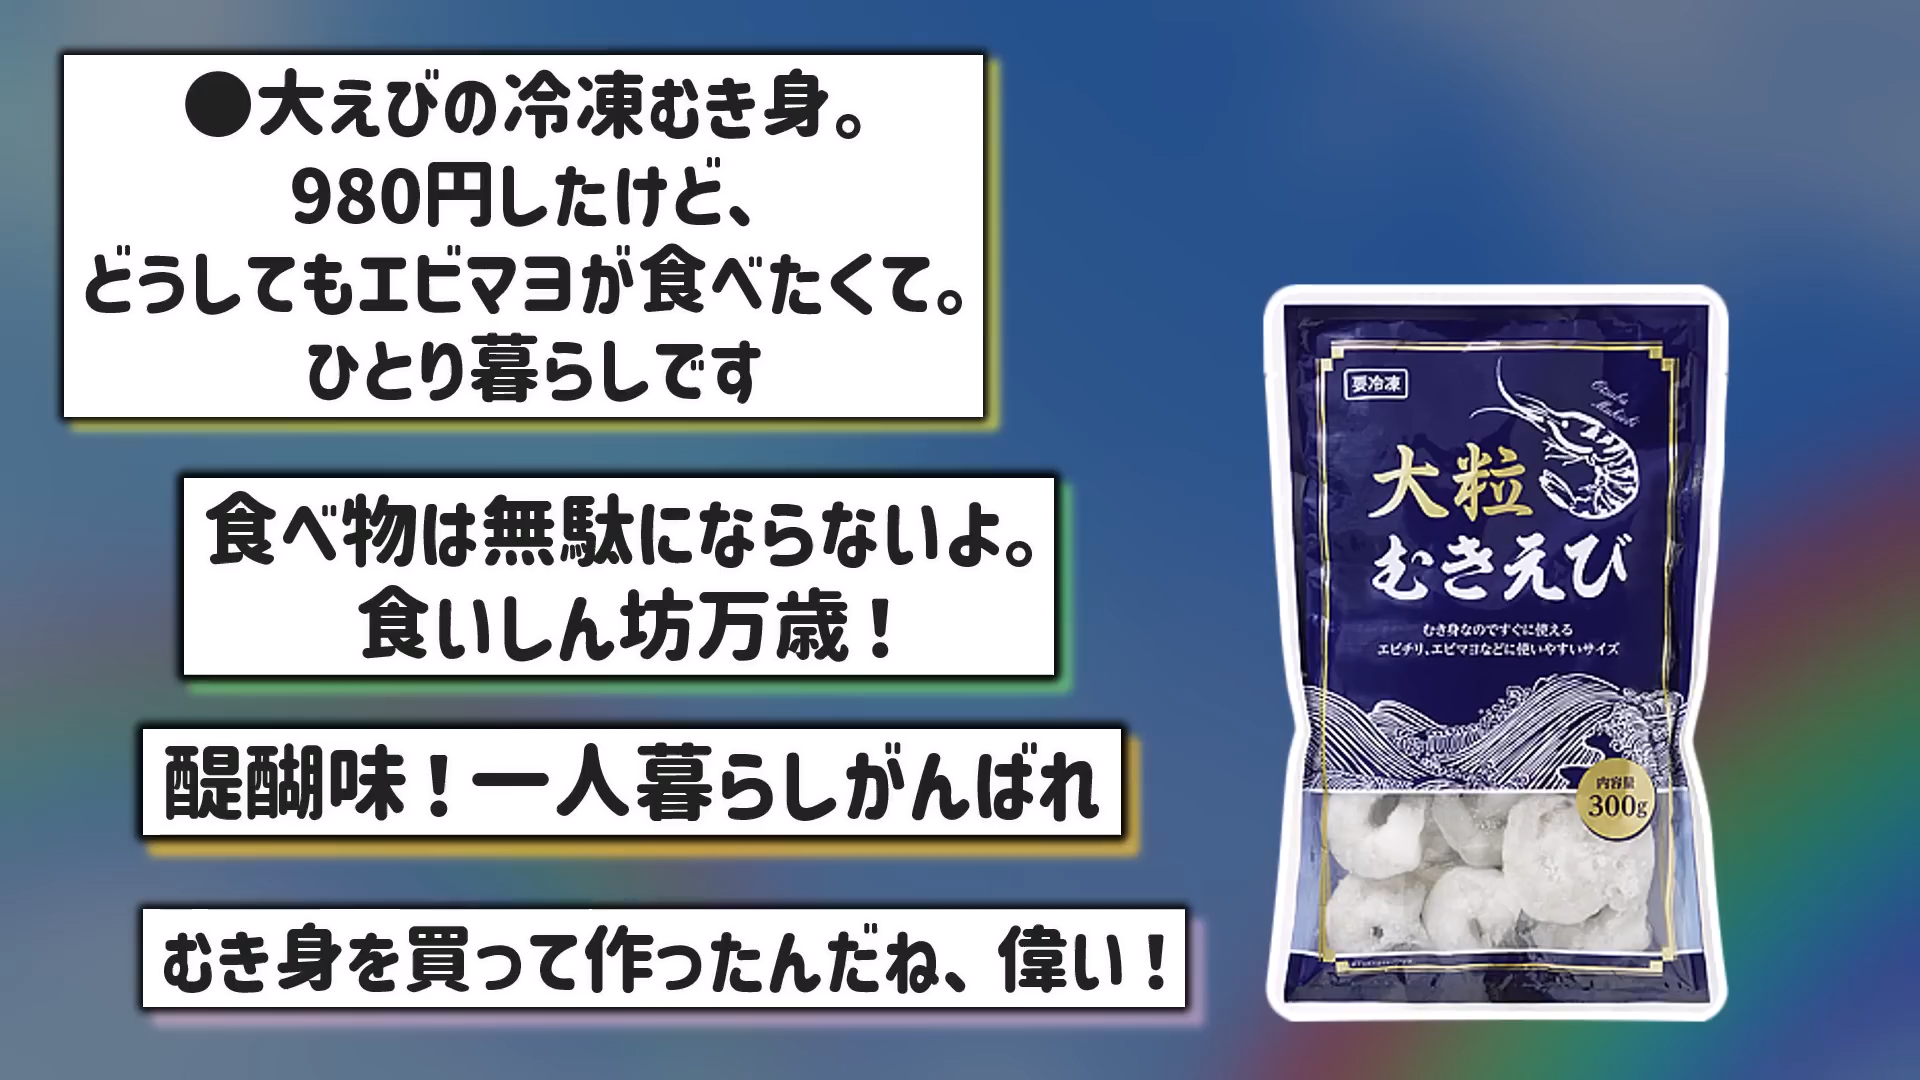 ●大えびの冷凍むき身。
980円したけど、
どうしてもエビマヨが食べたくて。
ひとり暮らしです
食べ物は無駄にならないよ。
食いしん坊万歳！
醍醐味！一人暮らしがんばれ
むき身を買って作ったんだね、偉い！
要冷凍
大粒
むきえび
むき身なのですぐに使える
エビチリ、エビマヨなどに使いやすいサイズ
内容量
300g